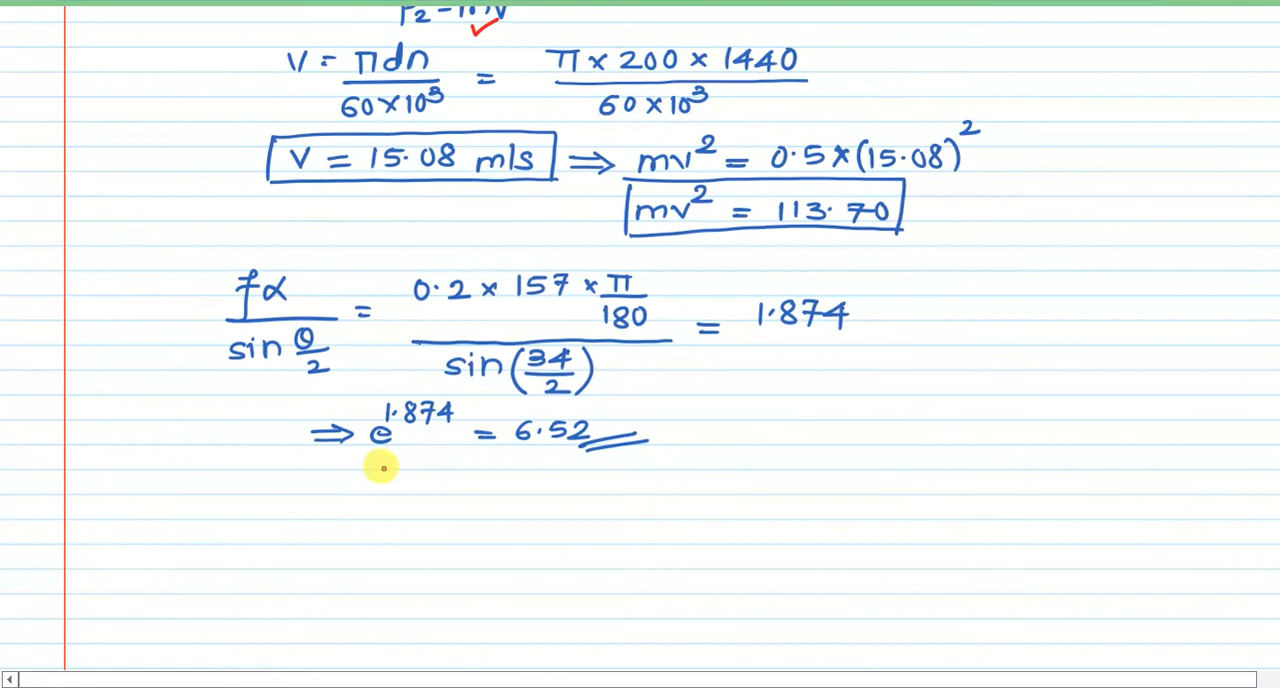 V = πdn / 60×10³ = π × 200 × 1440 / 60×10³
V = 15.08 m/s ⇒ mv² = 0.5×(15.08)²
mv² = 113.70
fα / sin θ/2 = 0.2 × 157 × π/180 / sin(34/2) = 1.874
⇒ e^1.874 = 6.52